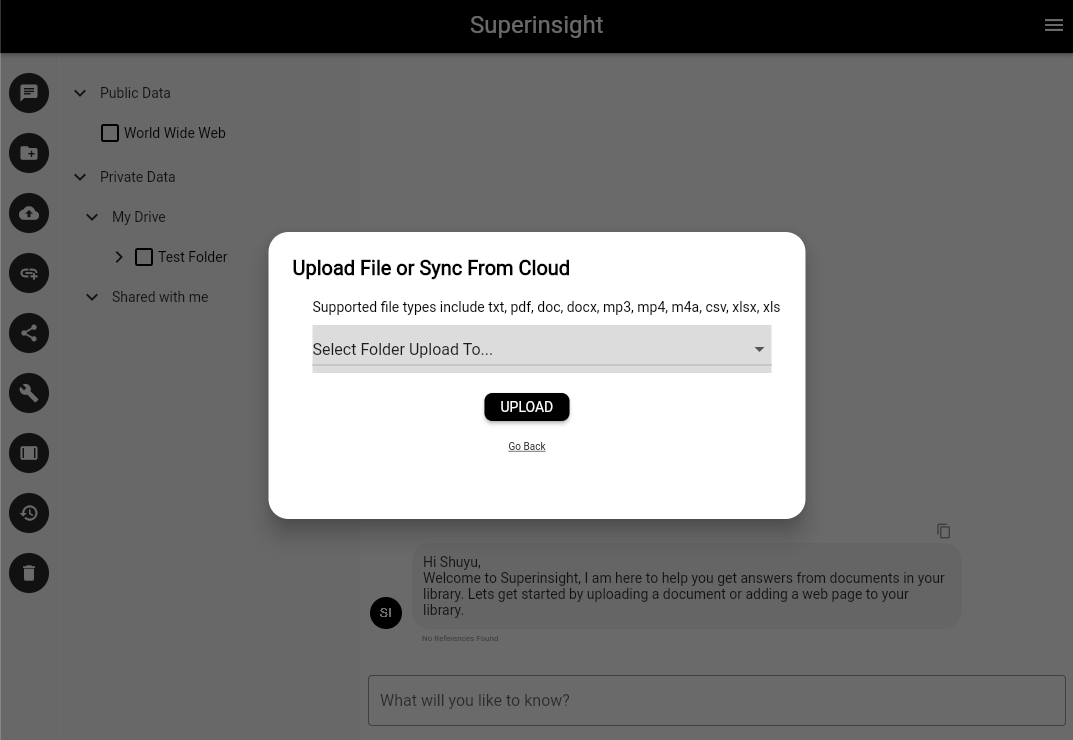 Superinsight
Public Data
World Wide Web
Private Data
My Drive
Test Folder
Shared with me
Upload File or Sync From Cloud
Supported file types include txt, pdf, doc, docx, mp3, mp4, m4a, csv, xlsx, xls
Select Folder Upload To...
UPLOAD
Go Back
Hi Shuyu,
Welcome to Superinsight, I am here to help you get answers from documents in your
library. Lets get started by uploading a document or adding a web page to your
library.
SI
No References Found
What will you like to know?